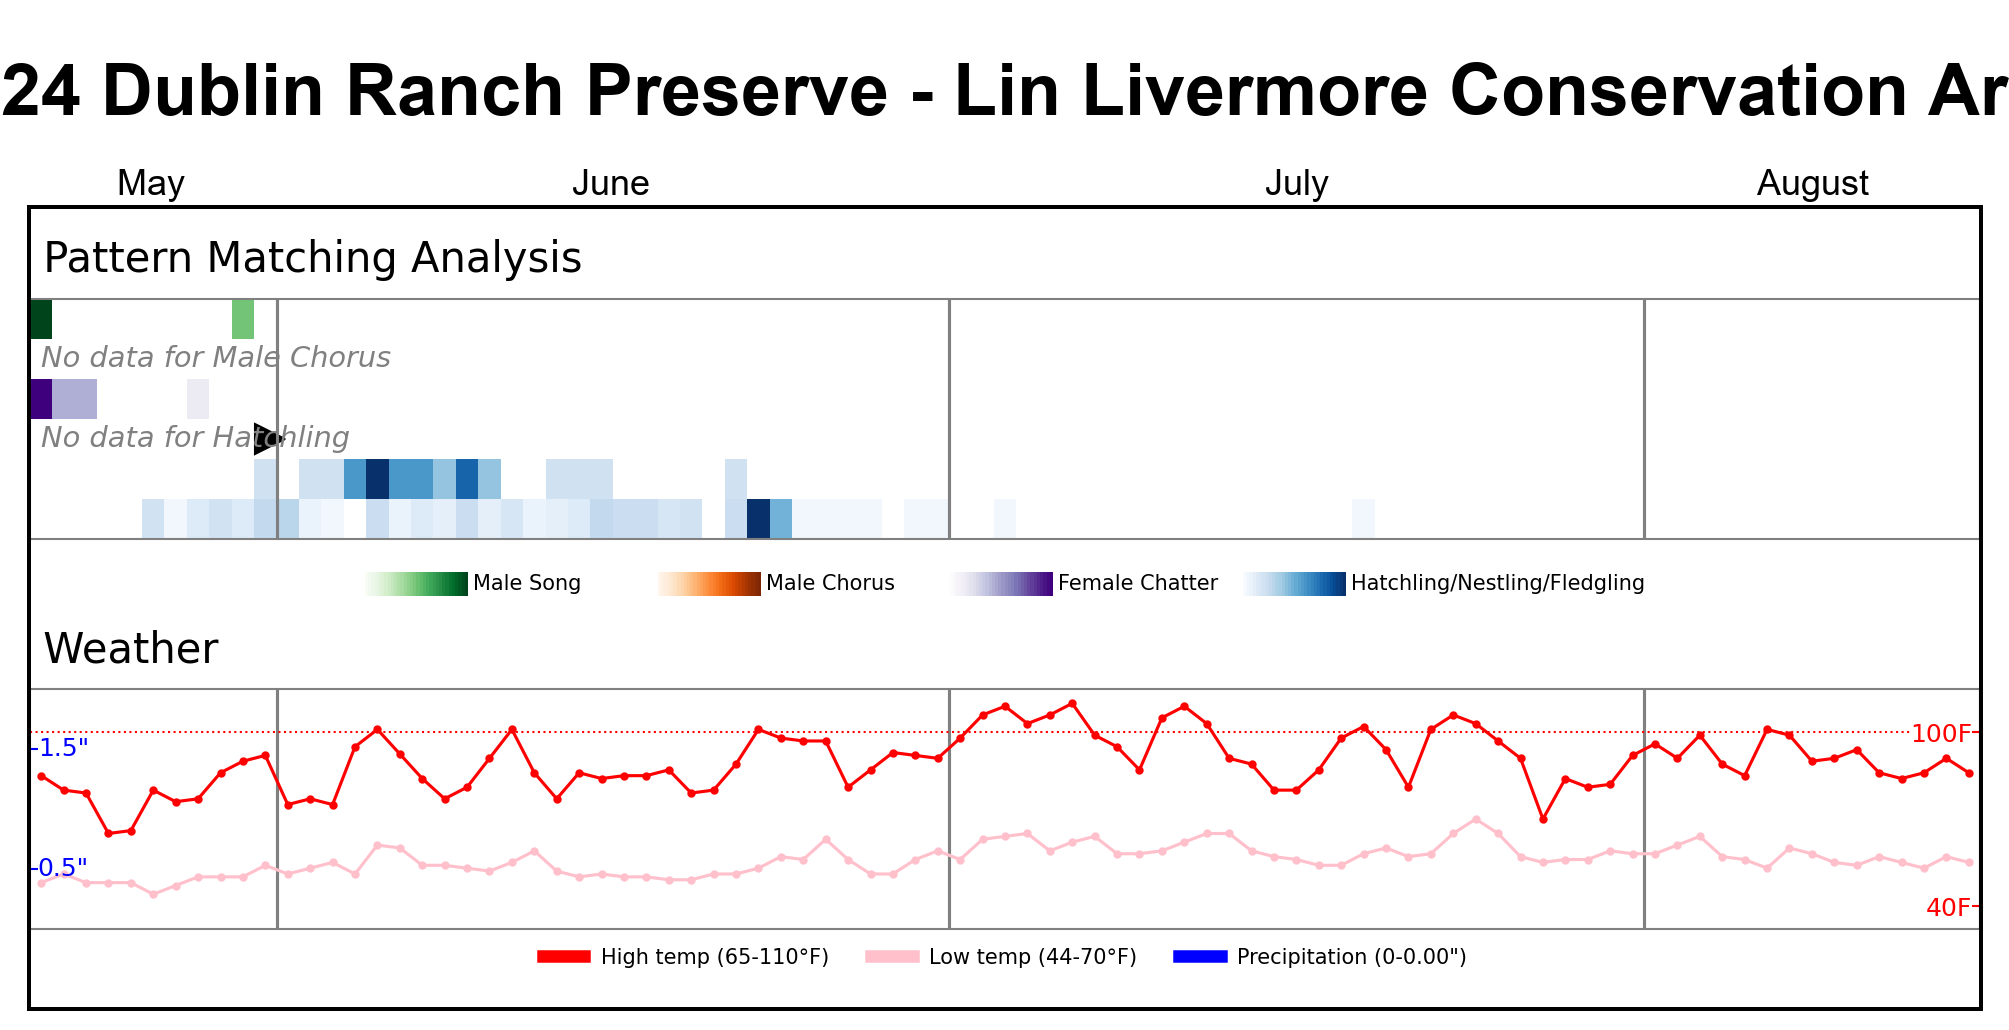 24 Dublin Ranch Preserve - Lin Livermore Conservation Ar
May June July August
Pattern Matching Analysis
No data for Male Chorus
No data for Hatchling
Male Song Male Chorus Female Chatter Hatchling/Nestling/Fledgling
Weather
100F
1.5"
0.5"
40F
High temp (65-110°F) Low temp (44-70°F) Precipitation (0-0.00")